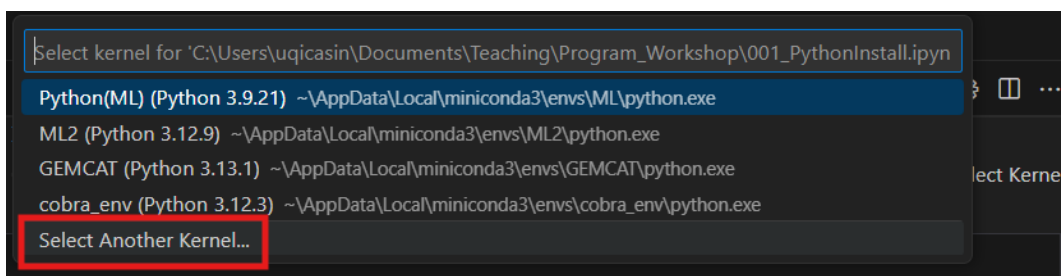 Select kernel for 'C:\Users\uqicasin\Documents\Teaching\Program_Workshop\001_PythonInstall.ipyn
Python(ML) (Python 3.9.21) ~\AppData\Local\miniconda3\envs\ML\python.exe
ML2 (Python 3.12.9) ~\AppData\Local\miniconda3\envs\ML2\python.exe
GEMCAT (Python 3.13.1) ~\AppData\Local\miniconda3\envs\GEMCAT\python.exe
lect Kerne
cobra_env (Python 3.12.3) ~\AppData\Local\miniconda3\envs\cobra_env\python.exe
Select Another Kernel...